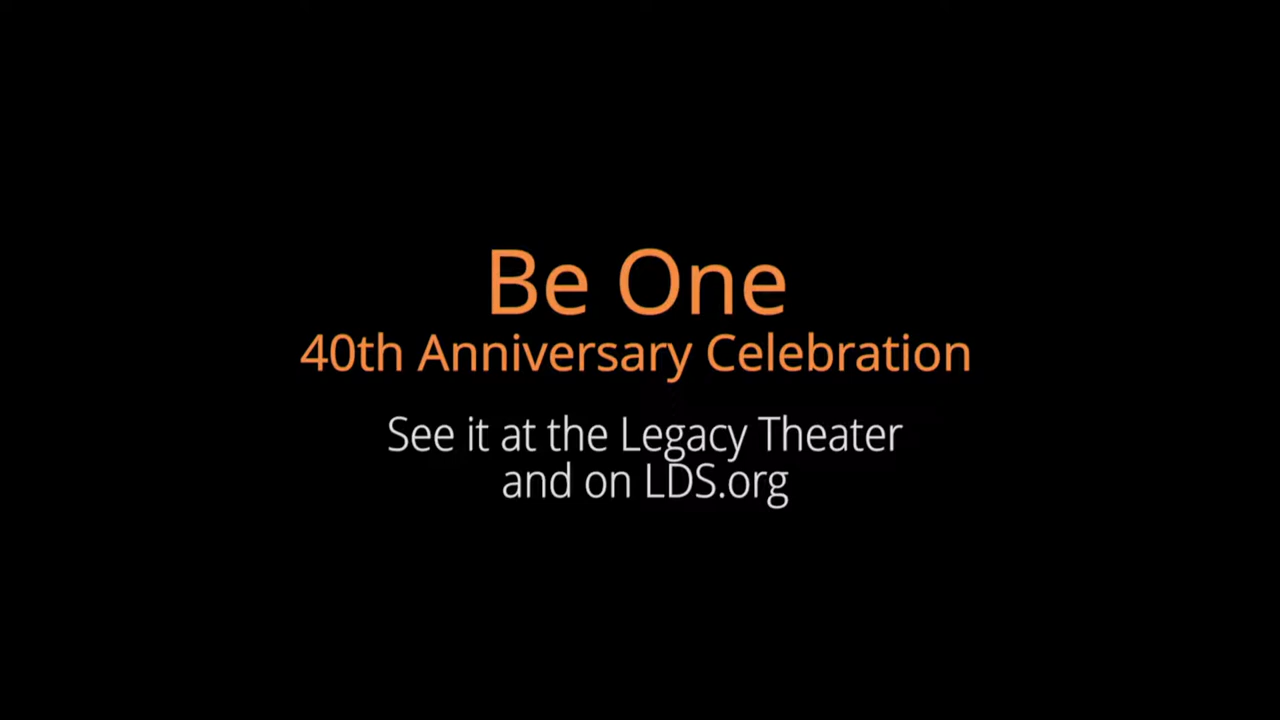 Be One
40th Anniversary Celebration
See it at the Legacy Theater
and on LDS.org